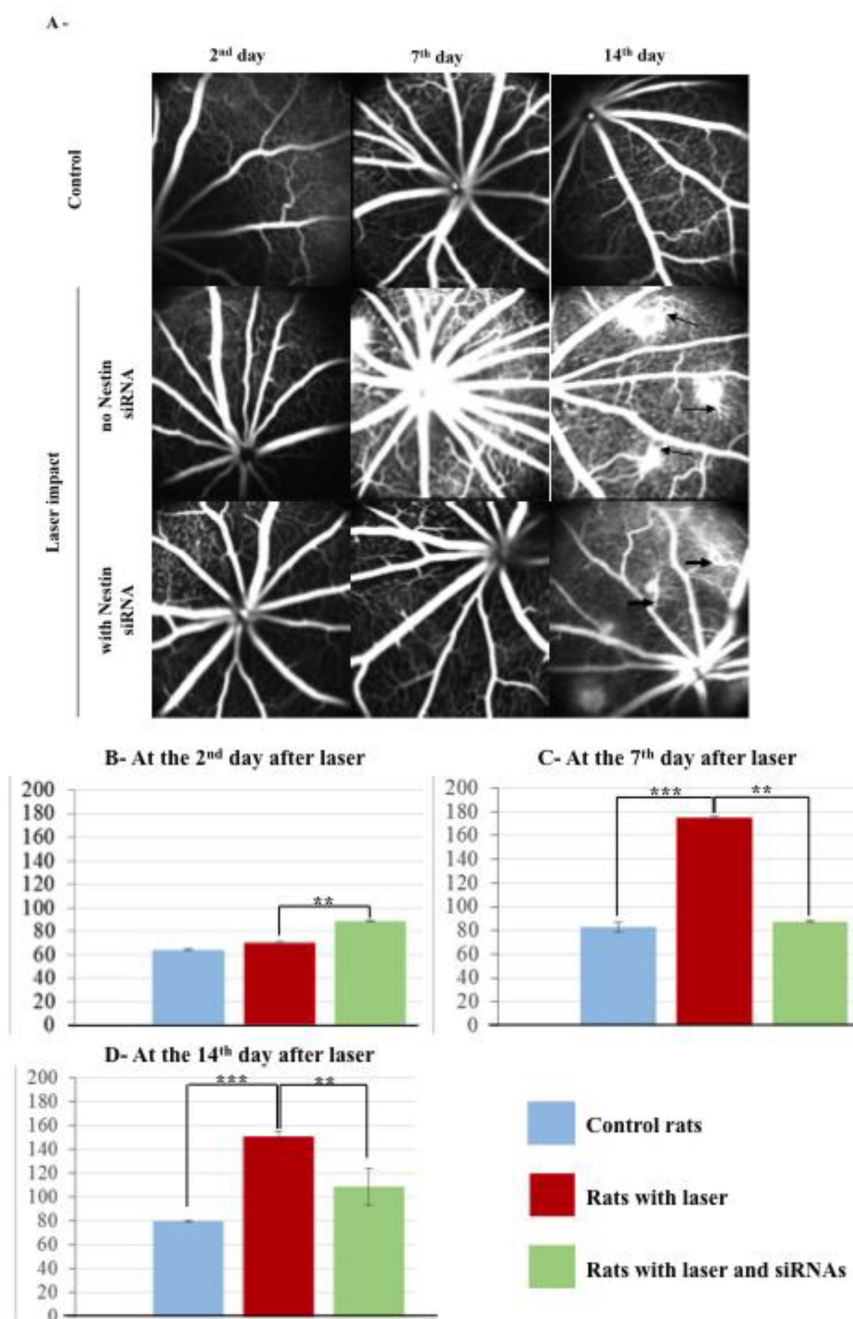 A -
2nd day 7th day 14th day
Control
Laser impact
no Nestin
siRNA
with Nestin
siRNA
B- At the 2nd day after laser
200
180
160
140
120
100
80
60
40
20
0
**
C- At the 7th day after laser
200
180
160
140
120
100
80
60
40
20
0
*** **
D- At the 14th day after laser
200
180
160
140
120
100
80
60
40
20
0
*** **
Control rats
Rats with laser
Rats with laser and siRNAs